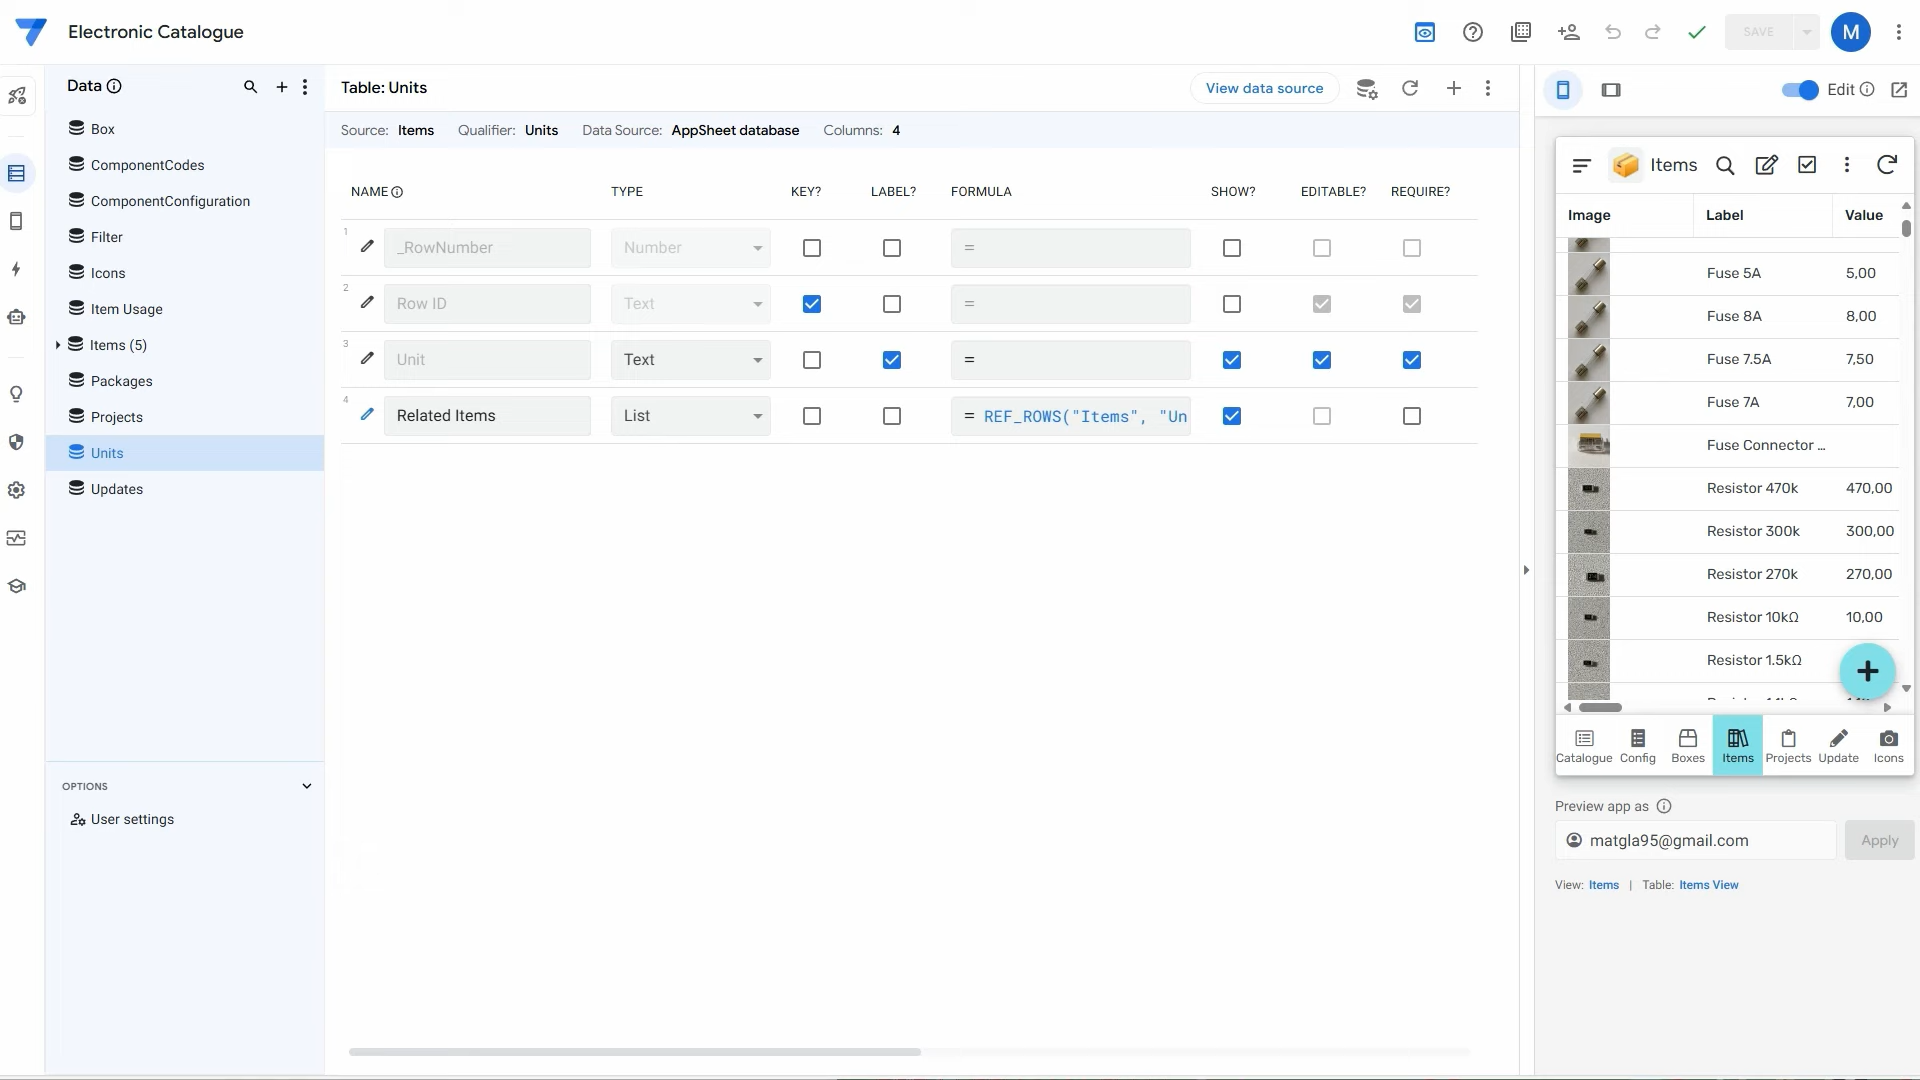 Electronic Catalogue
SAVE
M
Data
Box
ComponentCodes
ComponentConfiguration
Filter
Icons
Item Usage
Items (5)
Packages
Projects
Units
Updates
OPTIONS
User settings
Table: Units
View data source
Source: Items Qualifier: Units Data Source: AppSheet database Columns: 4
NAME TYPE KEY? LABEL? FORMULA SHOW? EDITABLE? REQUIRE?
1 _RowNumber Number =
2 Row ID Text =
3 Unit Text =
4 Related Items List = REF_ROWS("Items", "Un
Edit
Items
Image Label Value
Fuse 5A 5,00
Fuse 8A 8,00
Fuse 7.5A 7,50
Fuse 7A 7,00
Fuse Connector ...
Resistor 470k 470,00
Resistor 300k 300,00
Resistor 270k 270,00
Resistor 10kΩ 10,00
Resistor 1.5kΩ
Catalogue Config Boxes Items Projects Update Icons
Preview app as
matgla95@gmail.com
Apply
View: Items | Table: Items View